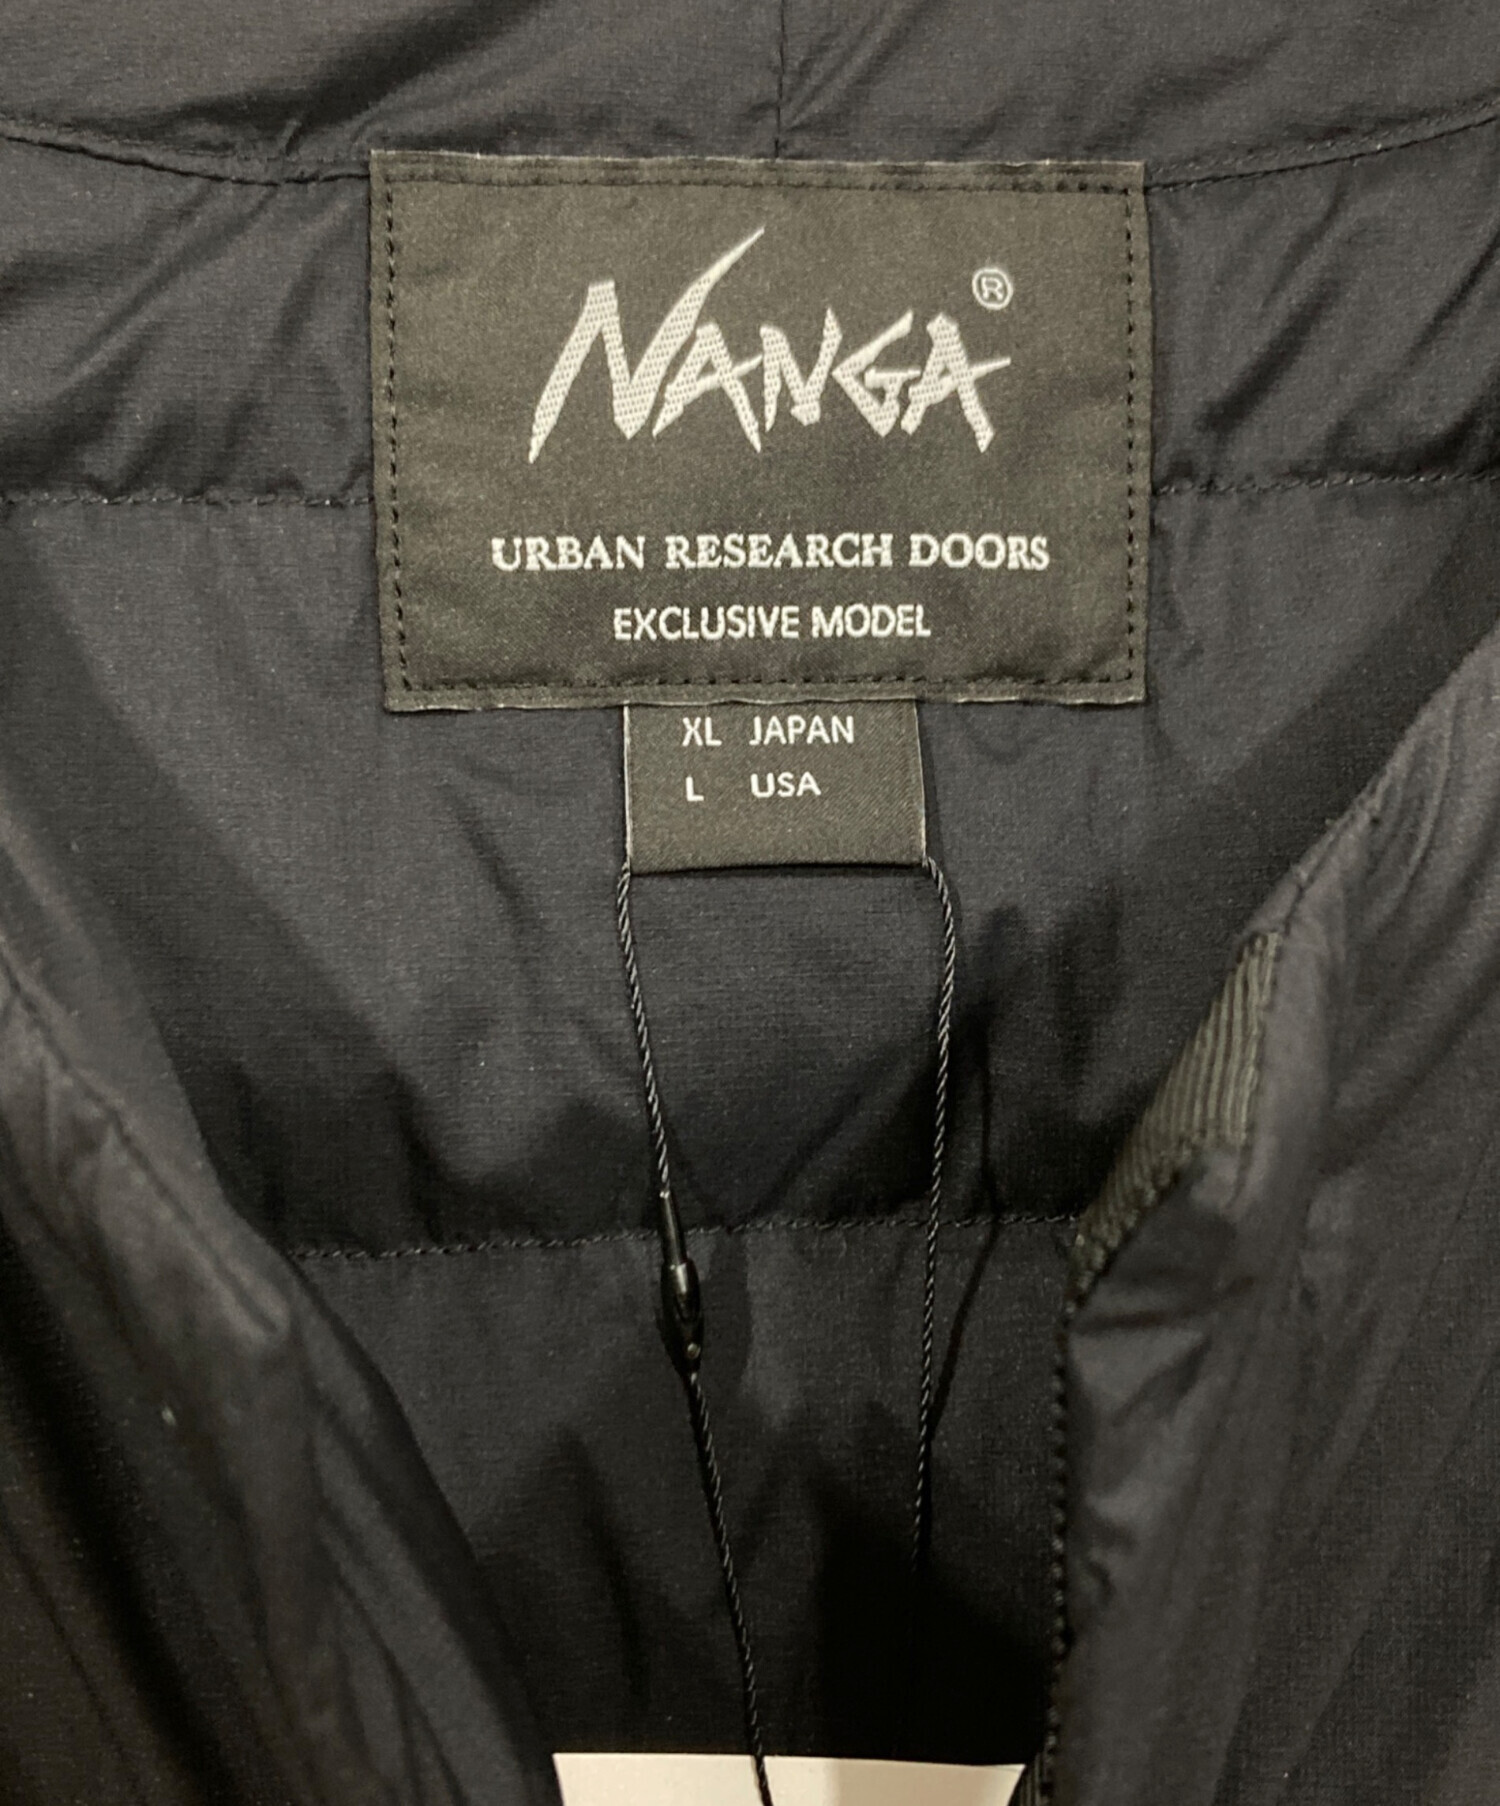 NANGA ®
URBAN RESEARCH DOORS
EXCLUSIVE MODEL
XL JAPAN
L USA